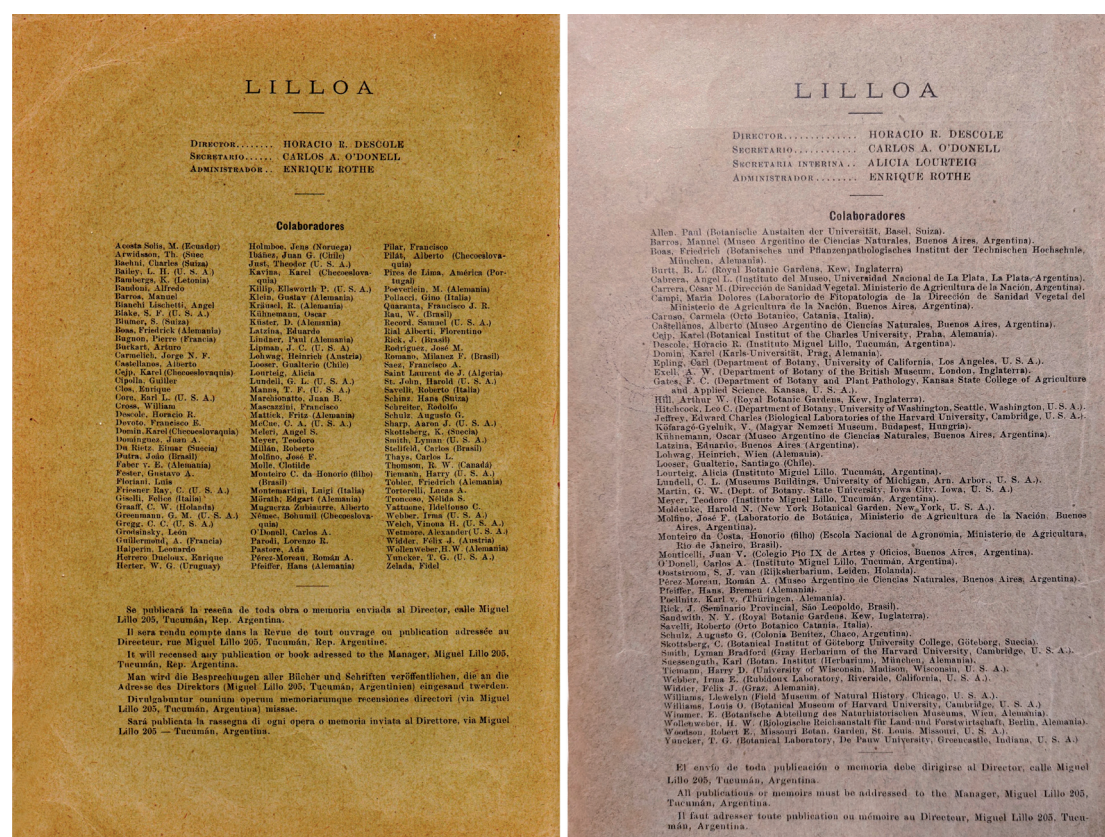 LILLOA
DIRECTOR........ HORACIO R. DESCOLE
SECRETARIO...... CARLOS A. O'DONELL
ADMINISTRADOR.. ENRIQUE ROTHE
Colaboradores
Acosta Solis, M. (Ecuador)
Arwidsson, Th. (Suec
Baehni, Charles (Suiza)
Bailey, L. H. (U. S. A.)
Bambergs, K. (Letonia)
Bandoni, Alfredo
Barros, Manuel
Bianchi Lischetti, Angel
Blake, S. F. (U. S. A.)
Blumer, S. (Suiza)
Boas, Friedrick (Alemania)
Bugnon, Pierre (Francia)
Burkart, Arturo
Carmelich, Jorge N. F.
Castellanos, Alberto
Cejp, Karel (Checoeslovaquia)
Cipolla, Guiller
Clos, Enrique
Core, Earl L. (U. S. A.)
Cross, William
Descole, Horacio R.
Devoto, Francisco E.
Domin, Karel (Checoeslovaquia)
Domínguez, Juan A.
Du Rietz, Einar (Suecia)
Dutra, João (Brasil)
Faber v. E. (Alemania)
Fester, Gustavo A.
Floriani, Luis
Friesner Ray, C. (U. S. A.)
Giselli, Felice (Italia)
Graaff, C. W. (Holanda)
Greenmann, G. M. (U. S. A.)
Gregg, C. C. (U. S. A.)
Grodsinsky, León
Guillermond, A. (Francia)
Halperin, Leonardo
Herrero Ducloux, Enrique
Herter, W. G. (Uruguay)
Holmboe, Jens (Noruega)
Ibáñez, Juan G. (Chile)
Just, Theodor (U. S. A.)
Kavina, Karel (Checoeslova-
quia)
Killip, Ellsworth P. (U. S. A.)
Klein, Gustav (Alemania)
Kräusel, R. (Alemania)
Kühnemann, Oscar
Küster, D. (Alemania)
Latzina, Eduardo
Lindner, Paul (Alemania)
Lipman, J. C. (U. S. A)
Lohwag, Heinrich (Austria)
Looser, Gualterio (Chile)
Lourteig, Alicia
Lundell, G. L. (U. S. A.)
Manns, T. F. (U. S. A.)
Marchionatto, Juan B.
Mascazzini, Francisco
Mattick, Fritz (Alemania)
McCue, C. A. (U. S. A.)
Meleri, Angel S.
Meyer, Teodoro
Millán, Roberto
Molfino, José F.
Molle, Clotilde
Monteiro C. da Honorio (filho)
(Brasil)
Montemartini, Luigi (Italia)
Mörath, Edgart (Alemania)
Muguerza Zubiaurre, Alberto
Němec, Bohumil (Checoeslova-
quia)
O'Donell, Carlos A.
Parodi, Lorenzo R.
Pastore, Ada
Pérez-Moreau, Román A.
Pfeiffer, Hans (Alemania)
Pilar, Francisco
Pilát, Alberto (Checoeslova-
quia)
Pires de Lima, América (Por-
tugal)
Poeverlein, M. (Alemania)
Pollacci, Gino (Italia)
Quaranta, Francisco J. R.
Rau, W. (Brasil)
Record, Samuel (U. S. A.)
Rial Alberti, Florentino
Rick, J. (Brasil)
Rodríguez, José M.
Romano, Milanez F. (Brasil)
Saez, Francisco A.
Saint Laurent de J. (Algeria)
St. John, Harold (U. S. A.)
Savelli, Roberto (Italia)
Schinz, Hans (Suiza)
Schreiter, Rodolfo
Schulz, Augusto G.
Sharp, Aaron J. (U. S. A.)
Skottsberg, K. (Suecia)
Smith, Lyman (U. S. A.)
Stellfeld, Carlos (Brasil)
Thays, Carlos L.
Thomson, R. W. (Canadá)
Tiemann, Harry (U. S. A.)
Tobler, Friedrich (Alemania)
Tortorelli, Lucas A.
Troncoso, Nélida S.
Vattuone, Ildelfonso C.
Webber, Irma (U. S. A.)
Welch, Vinona H. (U. S. A.)
Wetmore, Alexander (U. S. A.)
Widder, Félix J. (Austria)
Wollenweber, H. W. (Alemania)
Yuncker, T. G. (U. S. A.)
Zelada, Fidel
Se publicará la reseña de toda obra o memoria enviada al Director, calle Miguel
Lillo 205, Tucumán, Rep. Argentina.
Il sera rendu compte dans la Revue de tout ouvrage ou publication adressée au
Directeur, rue Miguel Lillo 205, Tucumán, Rep. Argentine.
It will recensed any publication or book adressed to the Manager, Miguel Lillo 205,
Tucumán, Rep. Argentina.
Man wird die Besprechungen aller Bücher und Schriften veröffentlichen, die an die
Adresse des Direktors (Miguel Lillo 205, Tucumán, Argentinien) eingesand twerden.
Divulgabuntur omnium operum memoriarumque recensiones directori (via Miguel
Lillo 205, Tucumán, Argentina) missae.
Sará publicata la rassegna di ogni opera o memoria inviata al Direttore, via Miguel
Lillo 205 — Tucumán, Argentina.
LILLOA
DIRECTOR............. HORACIO R. DESCOLE
SECRETARIO........... CARLOS A. O'DONELL
SECRETARIA INTERINA.. ALICIA LOURTEIG
ADMINISTRADOR........ ENRIQUE ROTHE
Colaboradores
Allen, Paul (Botanische Anstalten der Universität, Basel, Suiza).
Barros, Manuel (Museo Argentino de Ciencias Naturales, Buenos Aires, Argentina).
Boas, Friedrich (Botanisches und Pflanzenpathologisches Institut der Technischen Hochschule,
München, Alemania).
Burtt, B. L. (Royal Botanic Gardens, Kew, Inglaterra)
Cabrera, Angel L. (Instituto del Museo, Universidad Nacional de La Plata, La Plata, Argentina).
Carrera, César M. (Dirección de Sanidad Vegetal. Ministerio de Agricultura de la Nación, Argentina).
Campi, María Dolores (Laboratorio de Fitopatología de la Dirección de Sanidad Vegetal del
Ministerio de Agricultura de la Nación, Buenos Aires, Argentina).
Caruso, Carmela (Orto Botanico, Catania, Italia).
Castellanos, Alberto (Museo Argentino de Ciencias Naturales, Buenos Aires, Argentina).
Cejp, Karel (Botanical Institut of the Charles University, Praha, Alemania).
Descole, Horacio R. (Instituto Miguel Lillo, Tucumán, Argentina).
Domin, Karel (Karls-Universität, Prag, Alemania).
Epling, Carl (Department of Botany, University of California, Los Angeles, U. S. A.).
Exell, A. W. (Department of Botany of the British Museum, London, Inglaterra).
Gates, F. C. (Department of Botany and Plant Pathology, Kansas State College of Agriculture
and Applied Science, Kansas, U. S. A.).
Hill, Arthur W. (Royal Botanic Gardens, Kew, Inglaterra).
Hitchcock, Leo C. (Department of Botany, University of Washington, Seattle, Washington, U. S. A.).
Jeffrey, Edward Charles (Biological Laboratories of the Harvard University, Cambridge, U. S. A.).
Köfaragó-Gyelnik, V., (Magyar Nemzeti Museum, Budapest, Hungria).
Kühnemann, Oscar (Museo Argentino de Ciencias Naturales, Buenos Aires, Argentina).
Latzina, Eduardo, Buenos Aires (Argentina).
Lohwag, Heinrich, Wien (Alemania).
Looser, Gualterio, Santiago (Chile).
Lourteig, Alicia (Instituto Miguel Lillo, Tucumán, Argentina).
Lundell, C. L. (Museums Buildings, University of Michigan, Arn. Arbor., U. S. A.).
Martin, G. W. (Dept. of Botany. State University, Iowa City. Iowa, U. S. A.)
Meyer, Teodoro (Instituto Miguel Lillo, Tucumán, Argentina).
Moldenke, Harold N. (New York Botanical Garden, New York, U. S. A.).
Molfino, José F. (Laboratorio de Botánica, Ministerio de Agricultura de la Nación, Buenos
Aires, Argentina).
Monteiro da Costa, Honorio (filho) (Escola Nacional de Agronomia, Ministerio de Agricultura,
Rio de Janeiro, Brasil).
Monticelli, Juan V. (Colegio Pio IX de Artes y Oficios, Buenos Aires, Argentina).
O'Donell, Carlos A. (Instituto Miguel Lillo, Tucumán, Argentina).
Ooststroom, S. J. van (Rijksherbarium, Leiden, Holanda).
Pérez-Moreau, Román A. (Museo Argentino de Ciencias Naturales, Buenos Aires, Argentina).
Pfeiffer, Hans, Bremen (Alemania).
Poellnitz, Karl v. (Thüringen, Alemania).
Rick, J. (Seminario Provincial, São Leopoldo, Brasil).
Sandwith, N. Y. (Royal Botanic Gardens, Kew, Inglaterra).
Savelli, Roberto (Orto Botanico Catania, Italia).
Schulz, Augusto G. (Colonia Benítez, Chaco, Argentina).
Skottsberg, C. (Botanical Institut of Göteborg University College, Göteborg, Suecia).
Smith, Lyman Bradford (Gray Herbarium of the Harvard University, Cambridge, U. S. A.).
Suessenguth, Karl (Botan. Institut (Herbarium), München, Alemania).
Tiemann, Harry D. (University of Wisconsin, Madison, Wisconsin, U. S. A.).
Webber, Irma E. (Rubidoux Laboratory, Riverside, California, U. S. A.).
Widder, Félix J. (Graz, Alemania).
Williams, Llewelyn (Field Museum of Natural History, Chicago, U. S. A.).
Williams, Louis O. (Botanical Museum of Harvard University, Cambridge, U. S. A.)
Wimmer, E. (Botanische Abteilung des Naturhistorischen Museums, Wien, Alemania).
Wollenweber, H. W. (Biologische Reichsanstalt für Land und Forstwirtschaft, Berlin, Alemania).
Woodson, Robert E., Missouri Botan. Garden, St. Louis, Missouri, U. S. A.).
Yuncker, T. G. (Botanical Laboratory, De Pauw University, Greencastle, Indiana, U. S. A.)
El envío de toda publicación o memoria debe dirigirse al Director, calle Miguel
Lillo 205, Tucumán, Argentina.
All publications or memoirs must be addressed to the Manager, Miguel Lillo 205,
Tucumán, Argentina.
Il faut adresser toute publication ou mémoire au Directeur, Miguel Lillo 205, Tucu-
mán, Argentina.